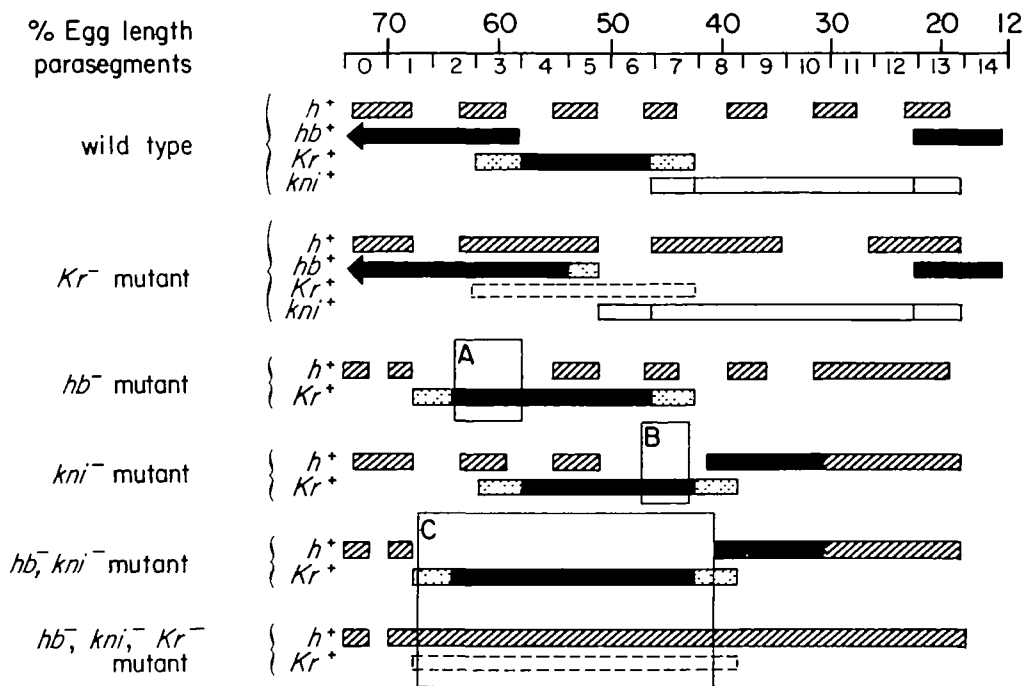 % Egg length 70 60 50 40 30 20 12
parasegments 0 1 2 3 4 5 6 7 8 9 10 11 12 13 14
h+
wild type hb+
Kr+
kni+
h+
Kr− mutant hb+
Kr+
kni+
A
hb− mutant h+
Kr+
B
kni− mutant h+
Kr+
C
hb−, kni− mutant h+
Kr+
hb−, kni,− Kr− h+
mutant Kr+